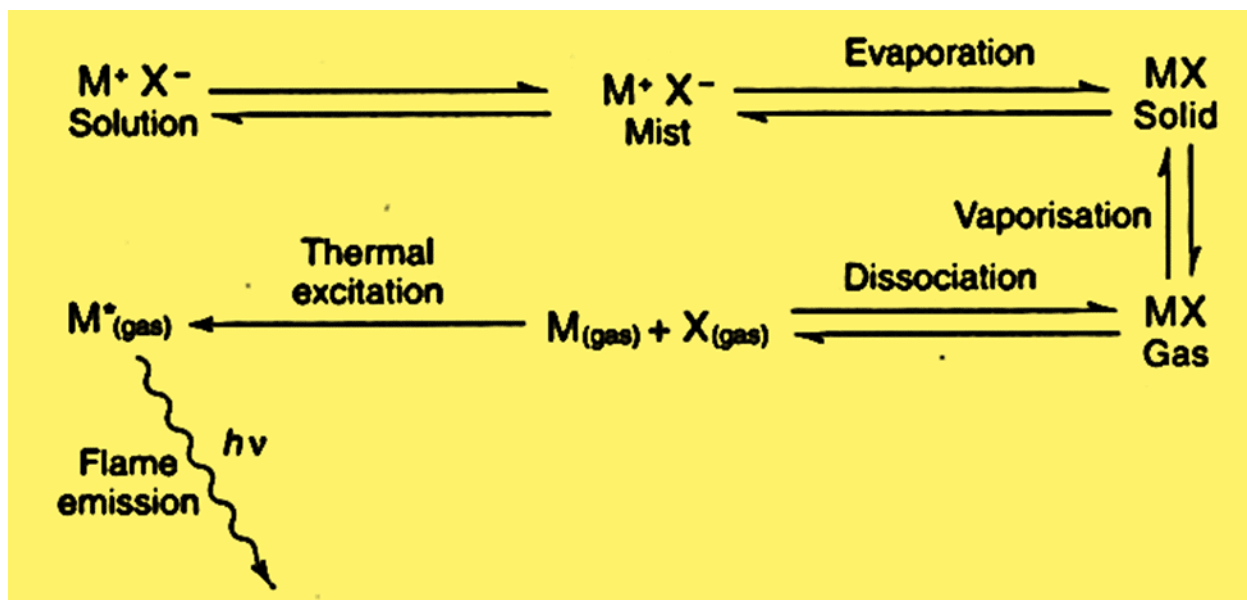 M⁺ X⁻
Solution
M⁺ X⁻
Mist
Evaporation
MX
Solid
Vaporisation
Thermal
excitation
Dissociation
M*(gas)
M(gas) + X(gas)
MX
Gas
hν
Flame
emission